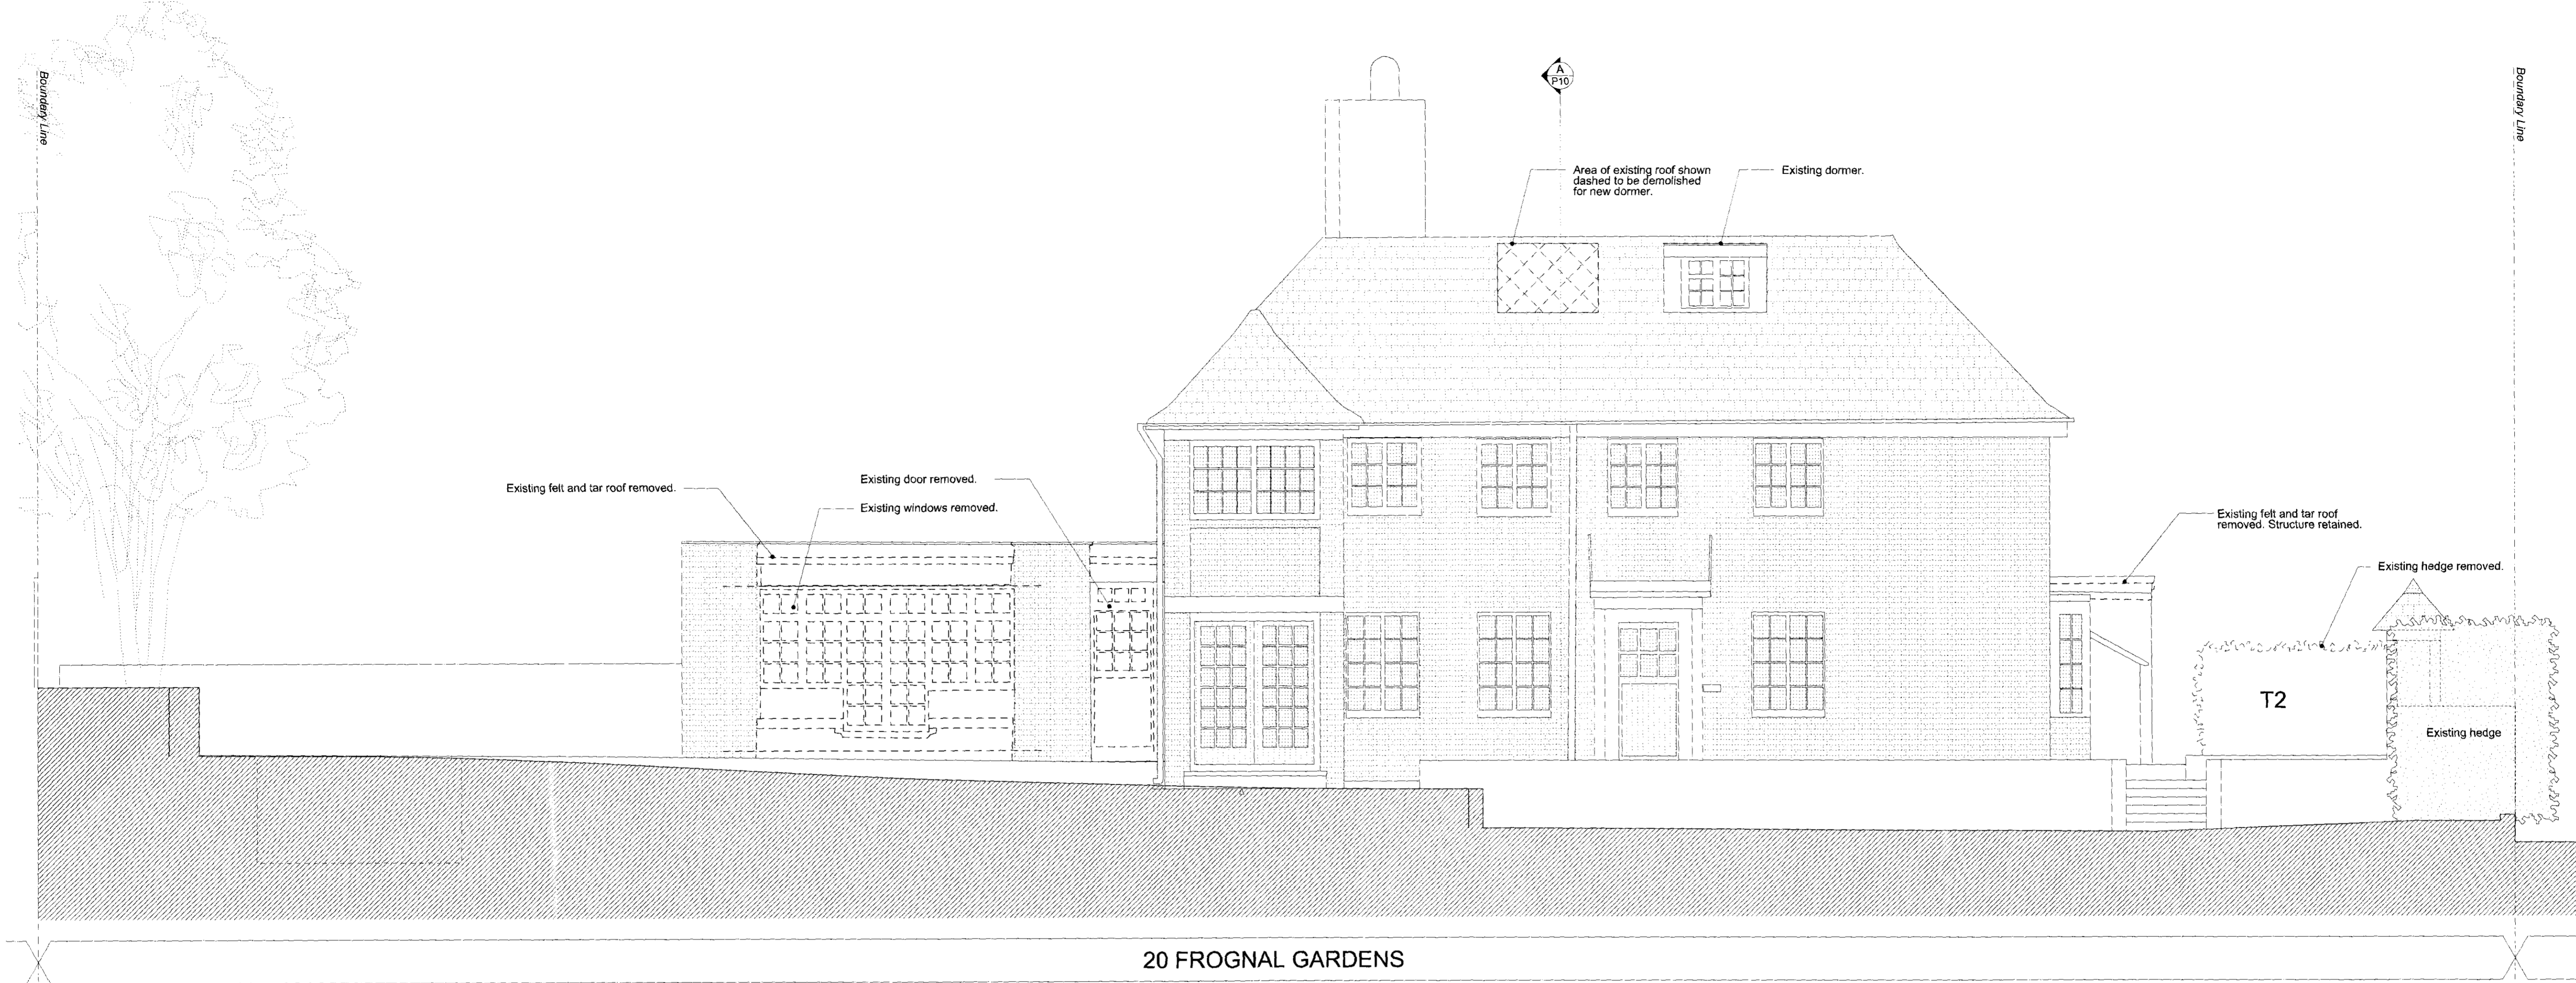 Boundary Line
A
P10
Boundary Line
Area of existing roof shown
dashed to be demolished
for new dormer.
Existing dormer.
Existing door removed.
Existing felt and tar roof removed.
Existing windows removed.
Existing felt and tar roof
removed. Structure retained.
Existing hedge removed.
T2
Existing hedge
20 FROGNAL GARDENS